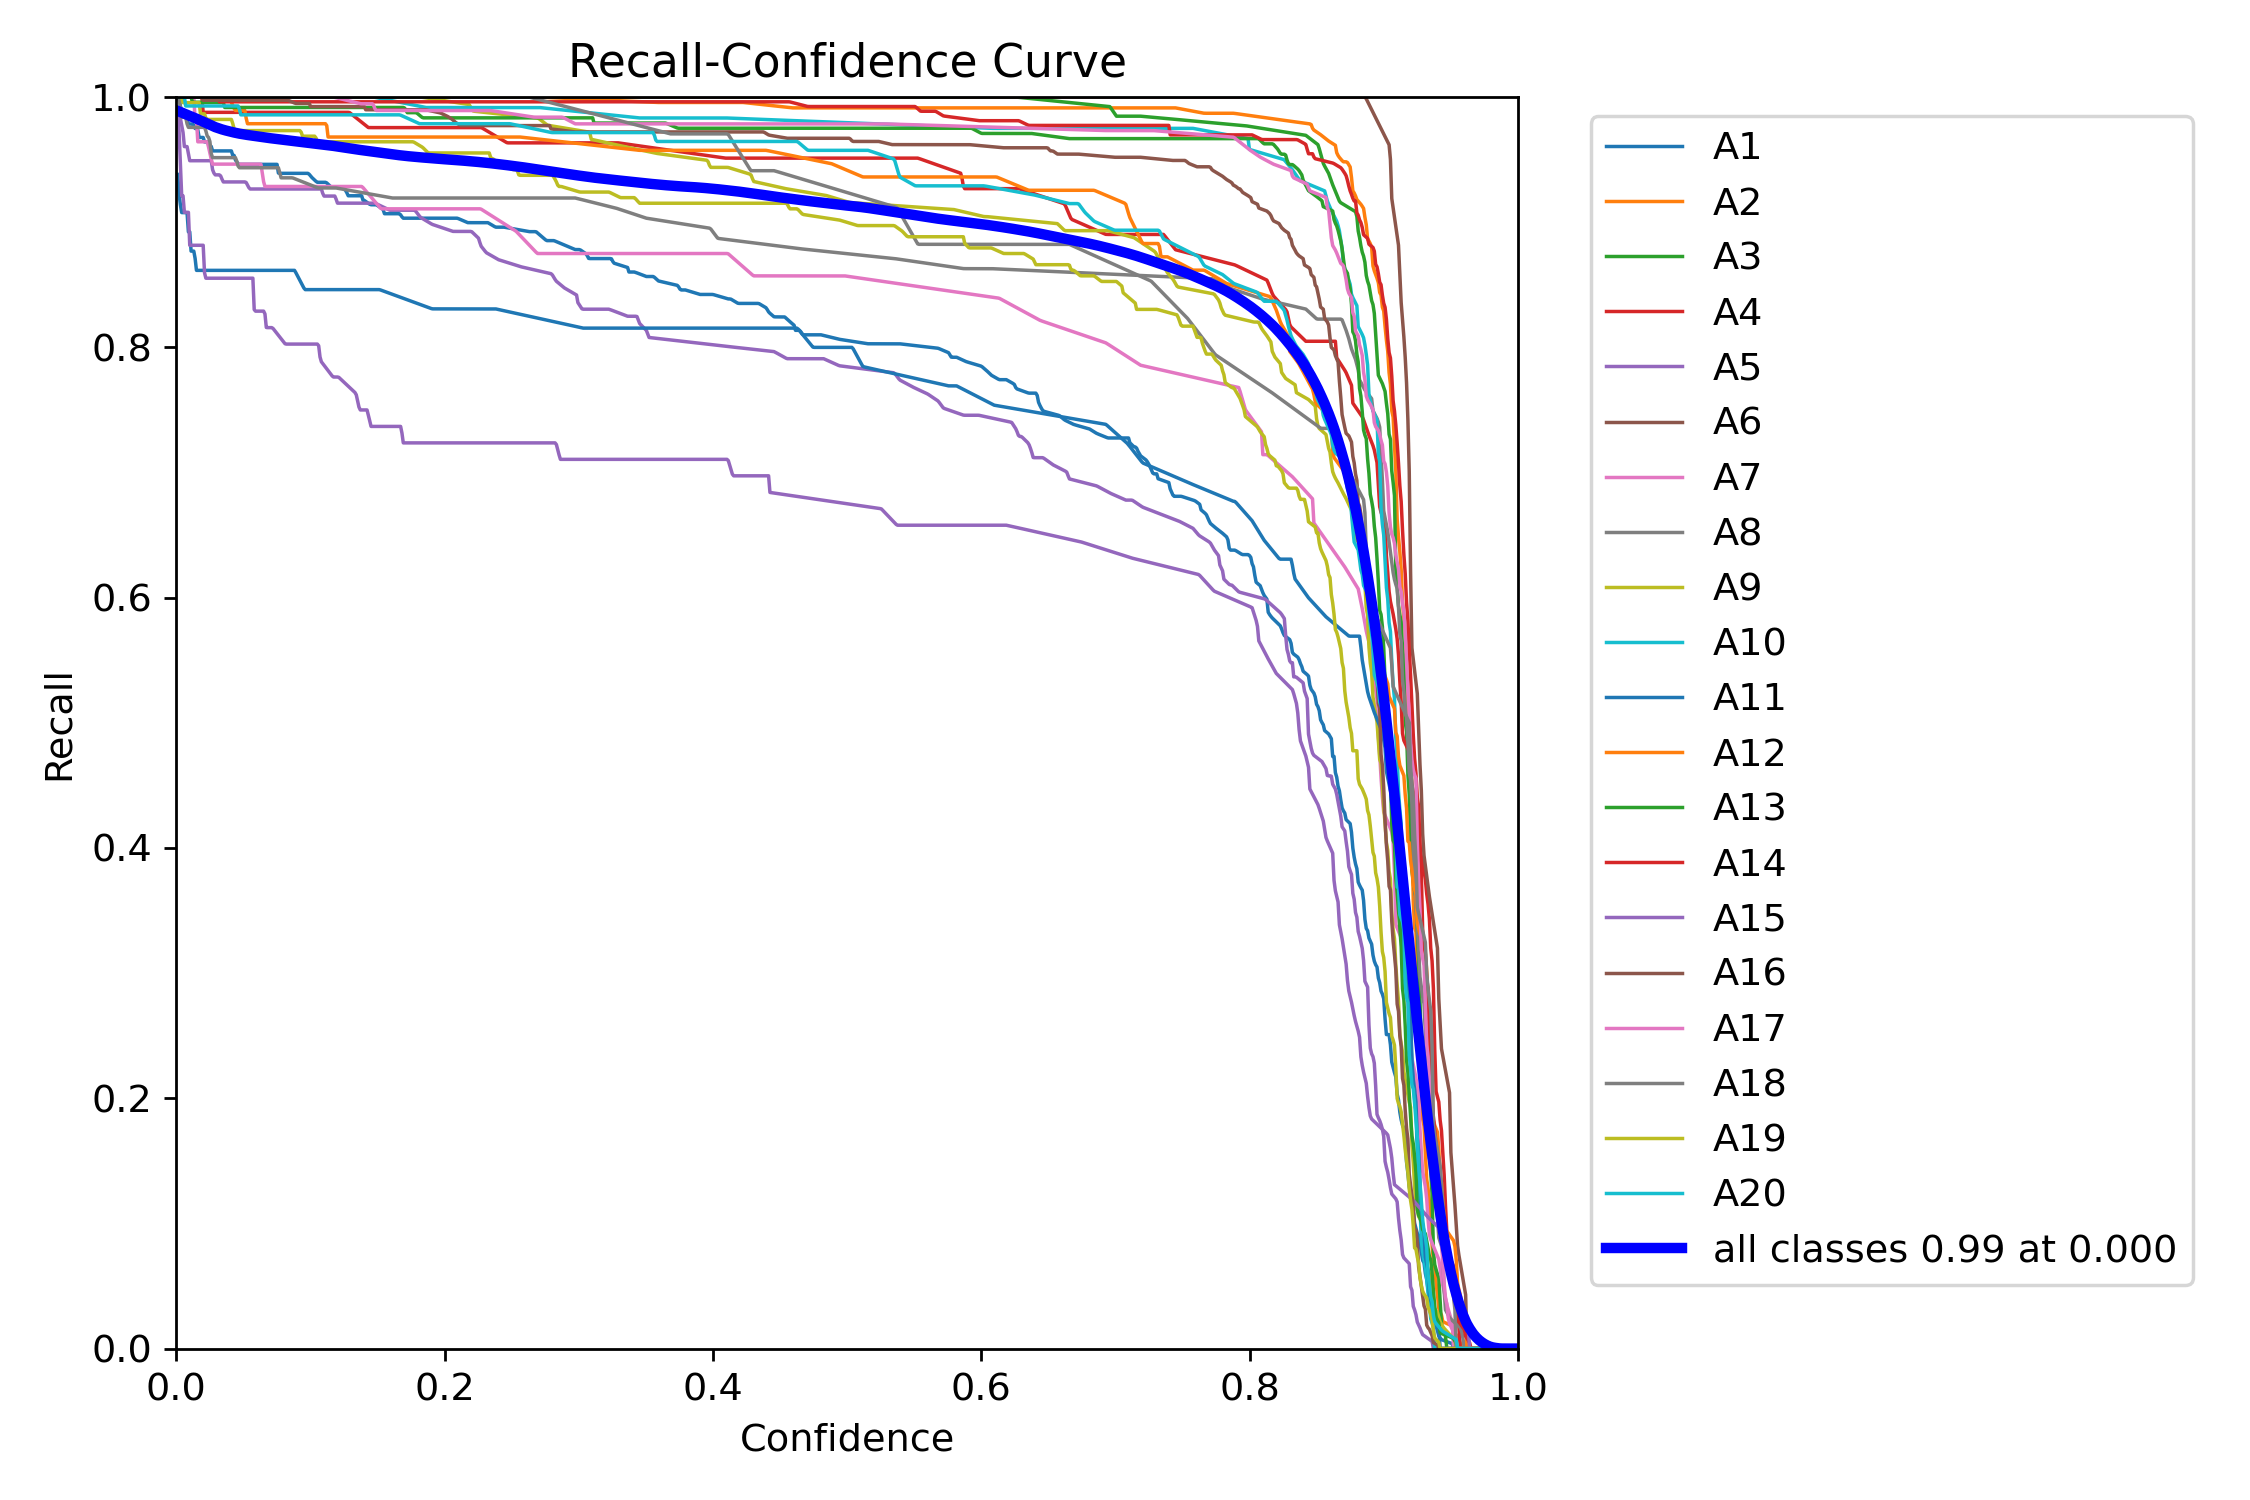 Recall-Confidence Curve
1.0
0.8
0.6
0.4
0.2
0.0
Recall
0.0 0.2 0.4 0.6 0.8 1.0
Confidence
A1
A2
A3
A4
A5
A6
A7
A8
A9
A10
A11
A12
A13
A14
A15
A16
A17
A18
A19
A20
all classes 0.99 at 0.000